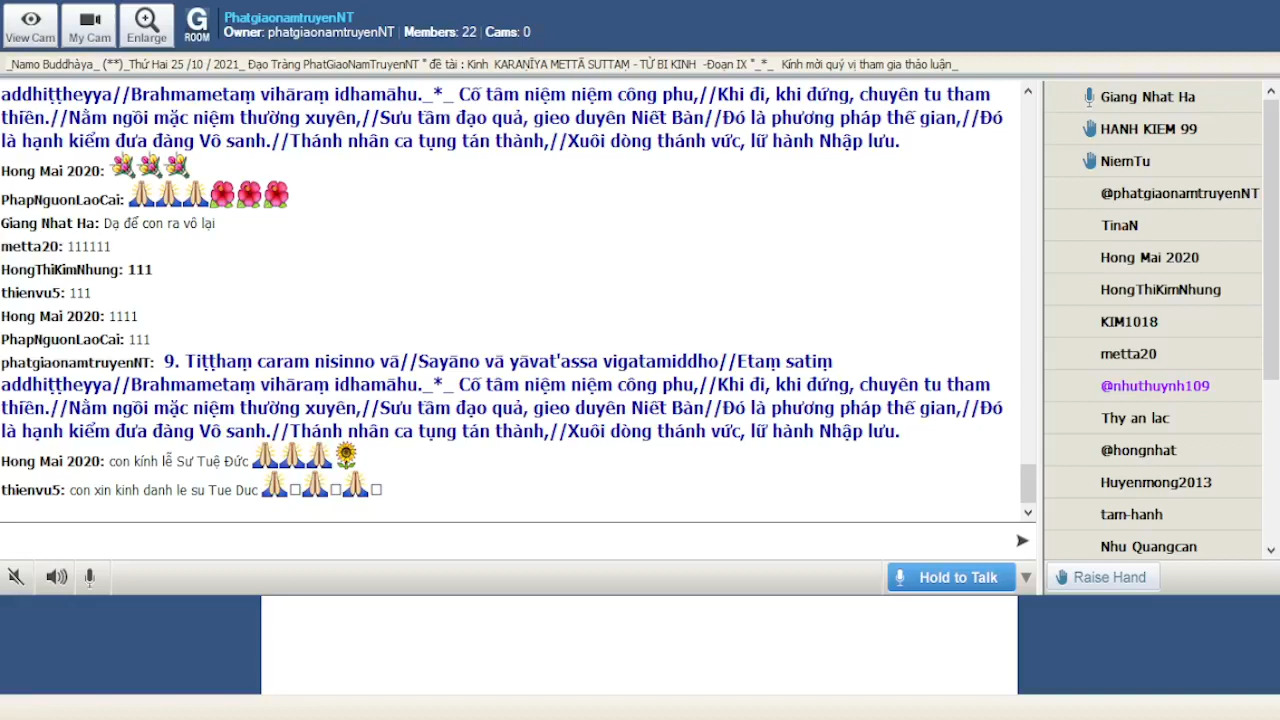 View Cam
My Cam
Enlarge
G
ROOM
PhatgiaonamtruyenNT
Owner: phatgiaonamtruyenNT | Members: 22 | Cams: 0
_Namo Buddhàya_ (**)_Thứ Hai 25 /10 / 2021_ Đạo Tràng PhatGiaoNamTruyenNT " đề tài : Kinh KARAṆĪYA METTĀ SUTTAṂ - TỪ BI KINH -Đoạn IX "_*_ Kính mời quý vị tham gia thảo luận_
addhiṭṭheyya//Brahmametaṃ vihāraṃ idhamāhu._*_ Cố tâm niệm niệm công phu,//Khi đi, khi đứng, chuyên tu tham
thiền.//Nằm ngồi mặc niệm thường xuyên,//Sưu tầm đạo quả, gieo duyên Niết Bàn//Đó là phương pháp thế gian,//Đó
là hạnh kiểm đưa đàng Vô sanh.//Thánh nhân ca tụng tán thành,//Xuôi dòng thánh vức, lữ hành Nhập lưu.
Hong Mai 2020:
PhapNguonLaoCai:
Giang Nhat Ha: Dạ để con ra vô lại
metta20: 111111
HongThiKimNhung: 111
thienvu5: 111
Hong Mai 2020: 1111
PhapNguonLaoCai: 111
phatgiaonamtruyenNT: 9. Tiṭṭhaṃ caram nisinno vā//Sayāno vā yāvat'assa vigatamiddho//Etaṃ satiṃ
addhiṭṭheyya//Brahmametaṃ vihāraṃ idhamāhu._*_ Cố tâm niệm niệm công phu,//Khi đi, khi đứng, chuyên tu tham
thiền.//Nằm ngồi mặc niệm thường xuyên,//Sưu tầm đạo quả, gieo duyên Niết Bàn//Đó là phương pháp thế gian,//Đó
là hạnh kiểm đưa đàng Vô sanh.//Thánh nhân ca tụng tán thành,//Xuôi dòng thánh vức, lữ hành Nhập lưu.
Hong Mai 2020: con kính lễ Sư Tuệ Đức
thienvu5: con xin kinh danh le su Tue Duc
Hold to Talk
Giang Nhat Ha
HANH KIEM 99
NiemTu
@phatgiaonamtruyenNT
TinaN
Hong Mai 2020
HongThiKimNhung
KIM1018
metta20
@nhuthuynh109
Thy an lac
@hongnhat
Huyenmong2013
tam-hanh
Nhu Quangcan
Raise Hand